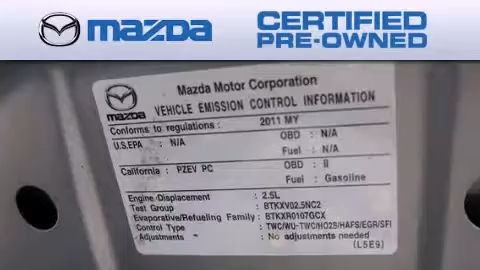 mazda CERTIFIED
PRE-OWNED
Mazda Motor Corporation
mazda VEHICLE EMISSION CONTROL INFORMATION
Conforms to regulations : 2011 MY
U.S.EPA : N/A OBD : N/A
Fuel : N/A
California : PZEV PC OBD : II
Fuel : Gasoline
Engine Displacement : 2.5L
Test Group : BTKXV02.5NC2
Evaporative/Refueling Family : BTKXR0107GCX
Control Type : TWC/WU-TWC/HO2S/HAFS/EGR/SFI
Adjustments : No adjustments needed
(L5E9)